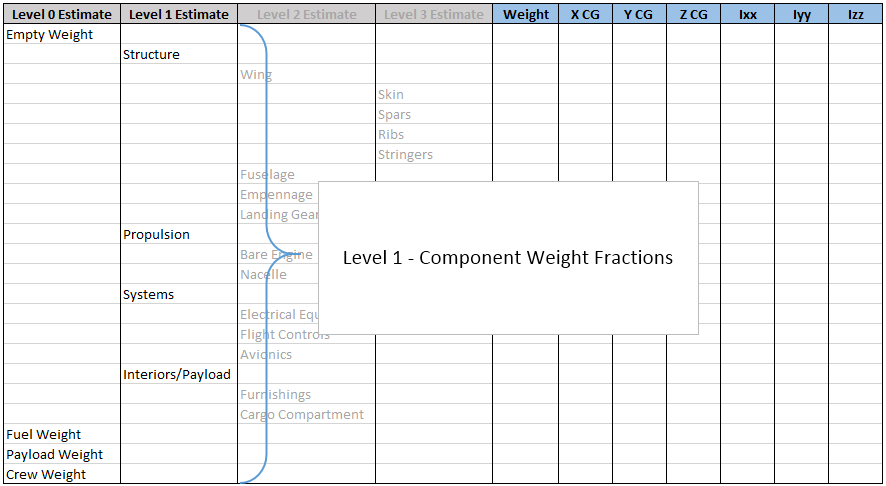 Level 0 Estimate Level 1 Estimate Level 2 Estimate Level 3 Estimate Weight X CG Y CG Z CG Ixx Iyy Izz
Empty Weight
Structure
Wing
Skin
Spars
Ribs
Stringers
Fuselage
Empennage
Landing Gear
Propulsion
Bare Engine
Level 1 - Component Weight Fractions
Nacelle
Systems
Electrical Equ
Flight Controls
Avionics
Interiors/Payload
Furnishings
Cargo Compartment
Fuel Weight
Payload Weight
Crew Weight